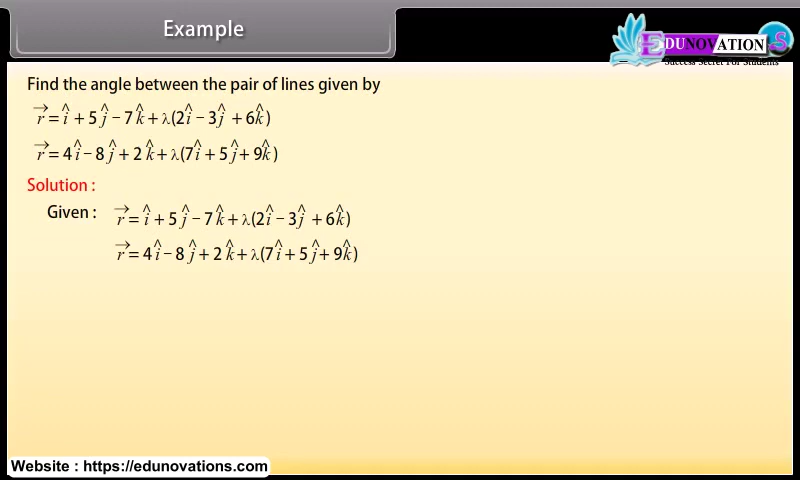 Example
EDUNOVATION.S
Success Secret For Students
Find the angle between the pair of lines given by
r⃗ = î + 5ĵ − 7k̂ + λ(2î − 3ĵ + 6k̂)
r⃗ = 4î − 8ĵ + 2k̂ + λ(7î + 5ĵ + 9k̂)
Solution :
Given : r⃗ = î + 5ĵ − 7k̂ + λ(2î − 3ĵ + 6k̂)
r⃗ = 4î − 8ĵ + 2k̂ + λ(7î + 5ĵ + 9k̂)
Website : https://edunovations.com